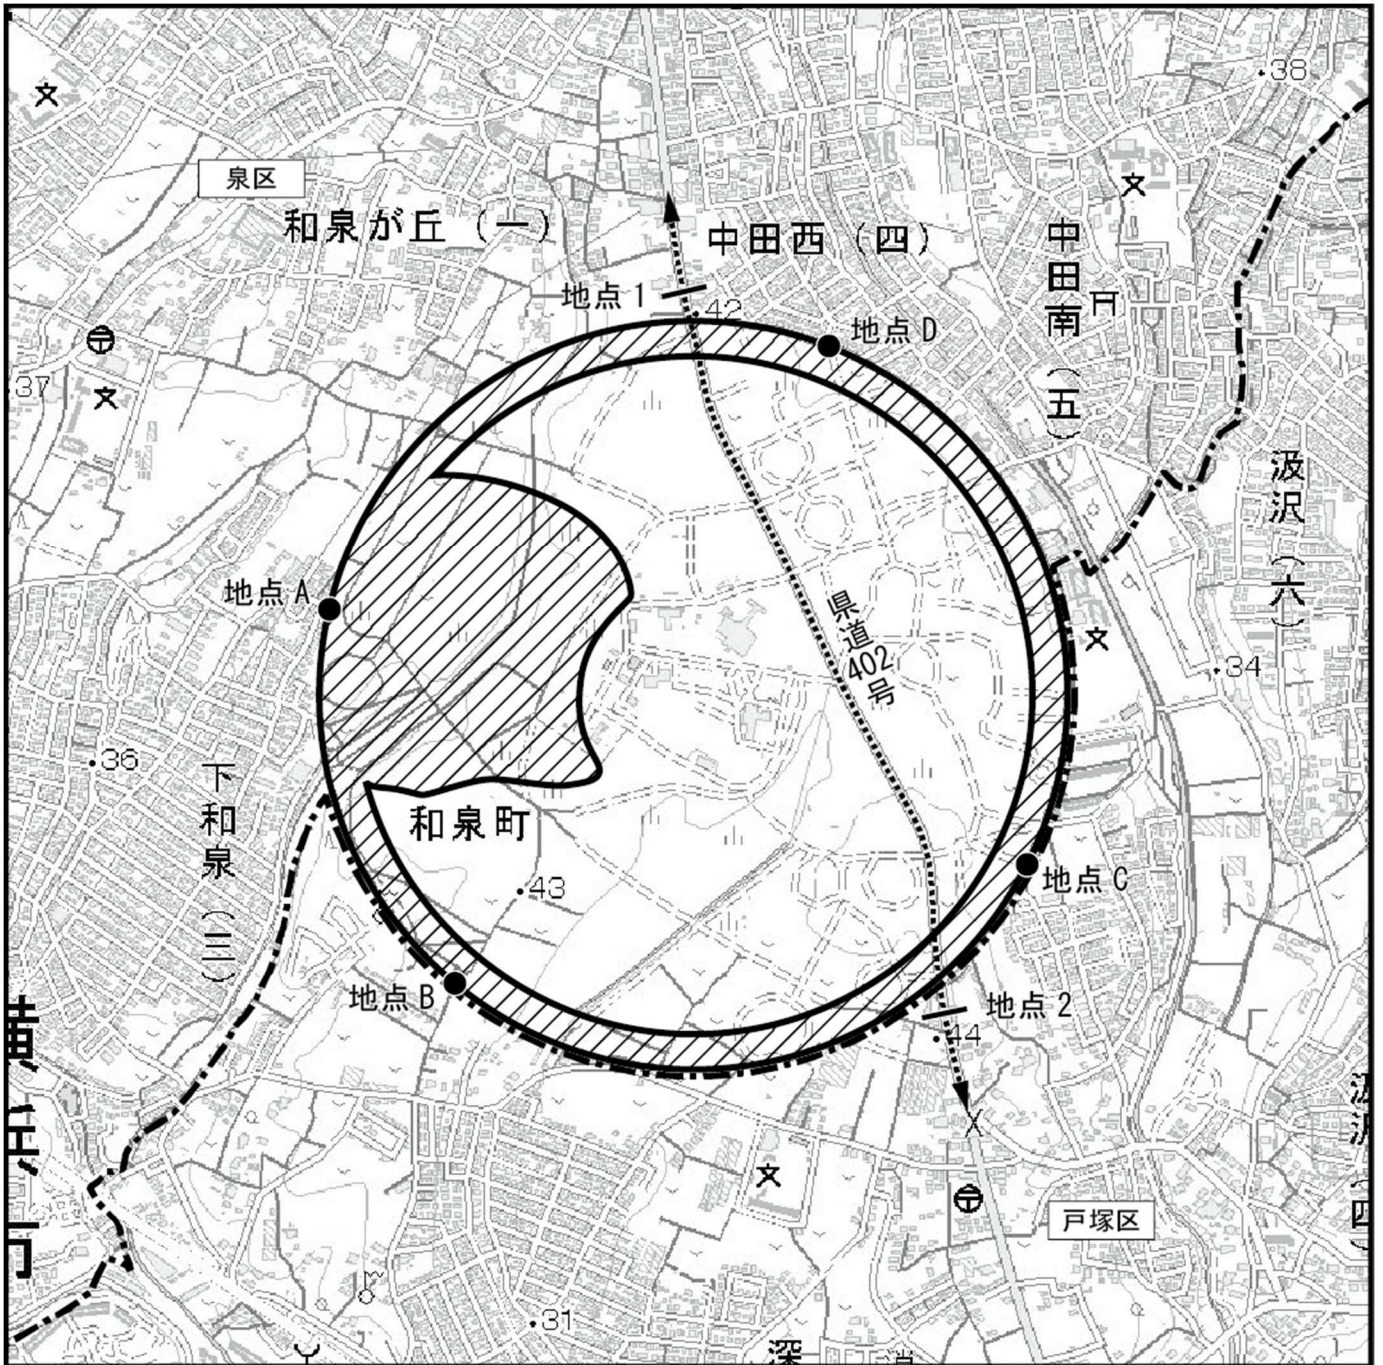 38
泉区
和泉が丘（一）
中田西（四）
中田南（五）
地点1
42
地点D
37
汲沢（六）
地点A
県道402号
34
36
下和泉（三）
和泉町
43
地点C
地点B
地点2
44
戸塚区
31
深